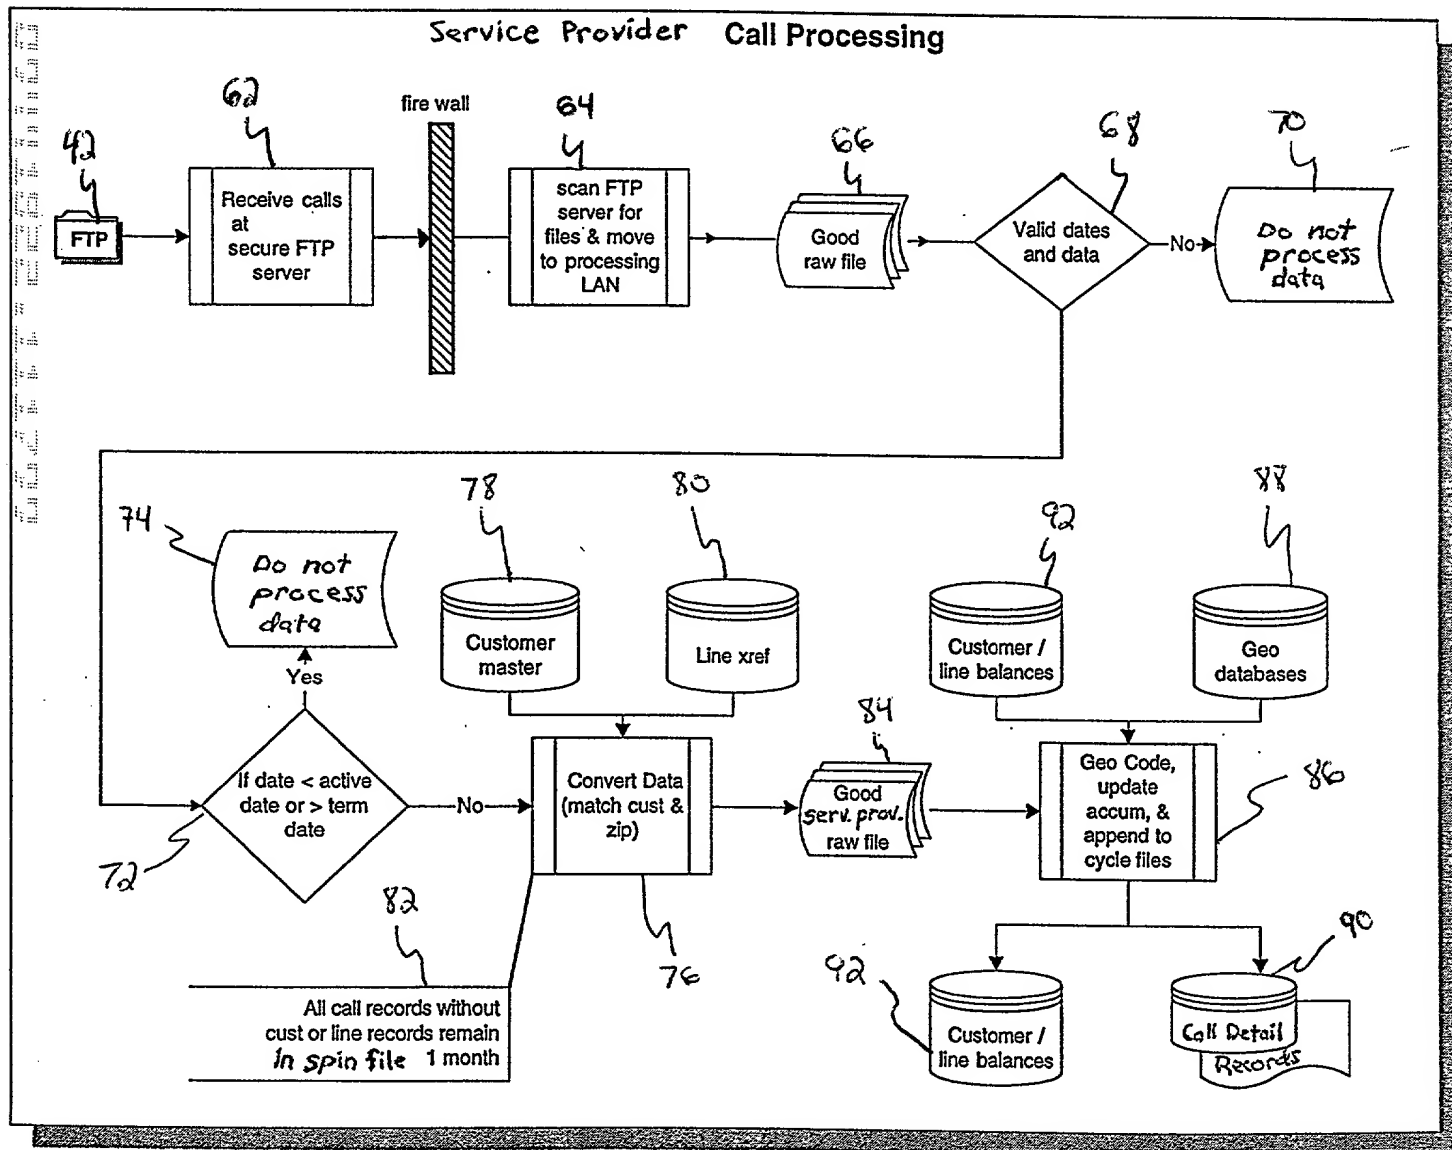 Service Provider Call Processing
62
fire wall
64
66
68
70
42
FTP
Receive calls
at
secure FTP
server
scan FTP
server for
files & move
to processing
LAN
Good
raw file
Valid dates
and data
No
Do not
process
data
74
78
80
92
88
Do not
process
data
Customer
master
Line xref
Customer /
line balances
Geo
databases
Yes
84
If date < active
date or > term
date
No
Convert Data
(match cust &
zip)
Good
serv. prov.
raw file
Geo Code,
update
accum, &
append to
cycle files
86
72
82
76
92
90
All call records without
cust or line records remain
in spin file 1 month
Customer /
line balances
Call Detail
Records